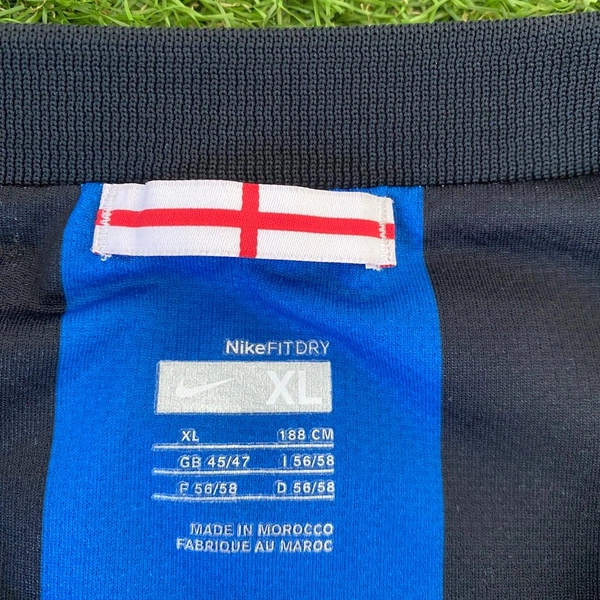 NikeFITDRY
XL
XL 188 CM
GB 45/47 I 56/58
F 56/58 D 56/58
MADE IN MOROCCO
FABRIQUE AU MAROC